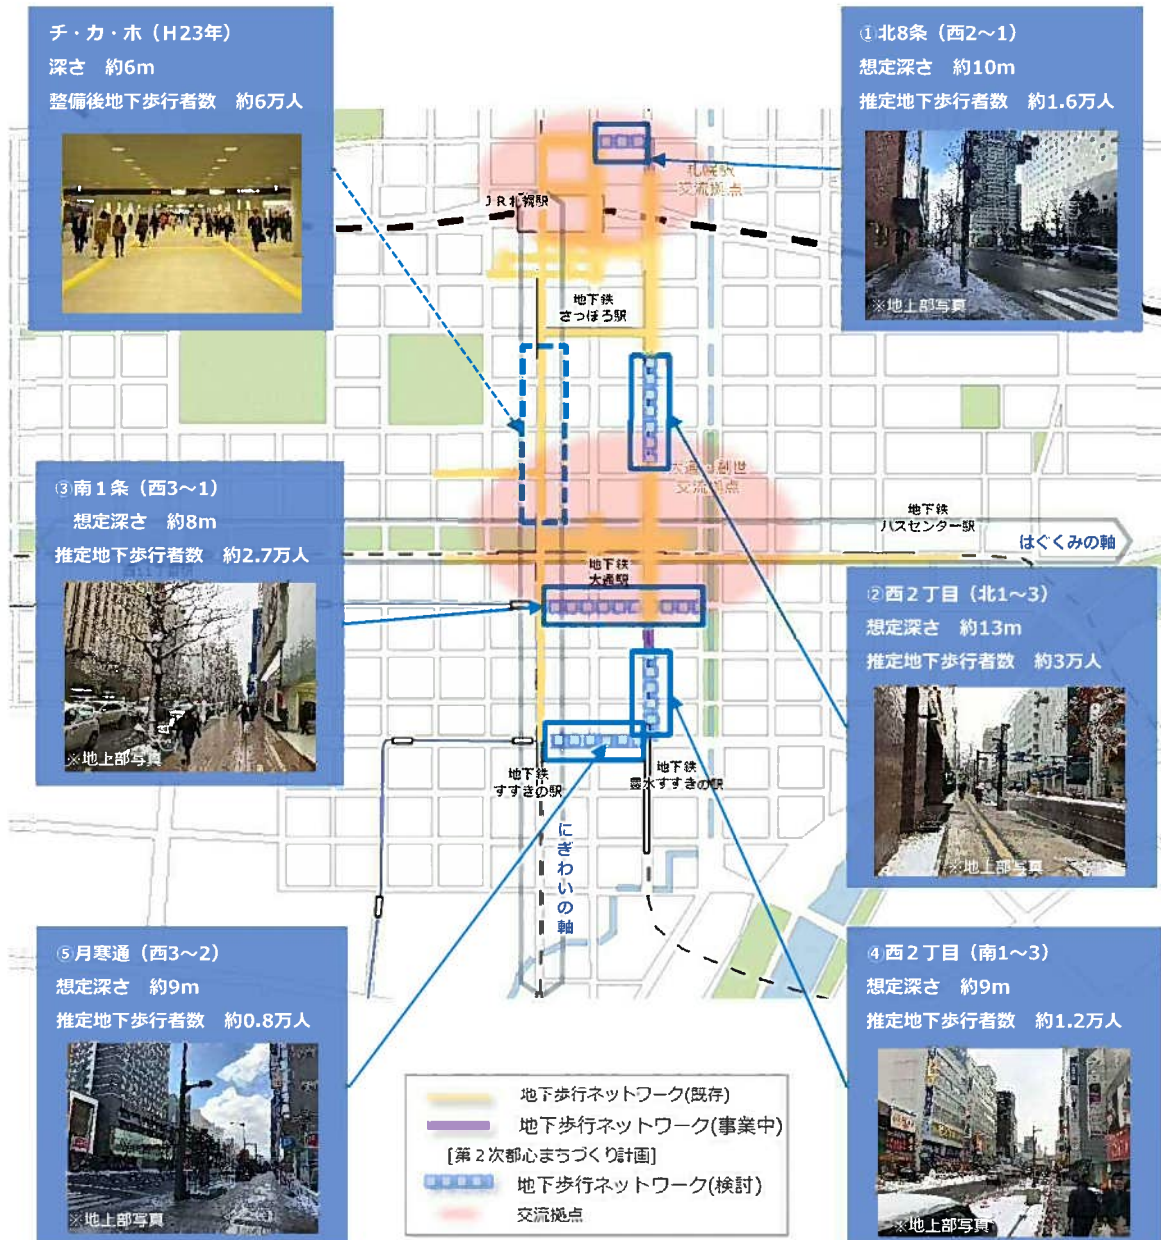 チ・カ・ホ（H23年）
深さ　約6m
整備後地下歩行者数　約6万人
①北8条（西2～1）
想定深さ　約10m
推定地下歩行者数　約1.6万人
※地上部写真
札幌駅
交流拠点
ＪＲ札幌駅
地下鉄
さっぽろ駅
③南１条（西3～1）
想定深さ　約8m
推定地下歩行者数　約2.7万人
※地上部写真
大通・創世
交流拠点
地下鉄
バスセンター駅
はぐくみの軸
地下鉄
大通駅
②西２丁目（北1～3）
想定深さ　約13m
推定地下歩行者数　約3万人
※地上部写真
地下鉄
すすきの駅
地下鉄
豊水すすきの駅
にぎわいの軸
⑤月寒通（西3～2）
想定深さ　約9m
推定地下歩行者数　約0.8万人
※地上部写真
④西２丁目（南1～3）
想定深さ　約9m
推定地下歩行者数　約1.2万人
※地上部写真
地下歩行ネットワーク(既存)
地下歩行ネットワーク(事業中)
[第２次都心まちづくり計画]
地下歩行ネットワーク(検討)
交流拠点